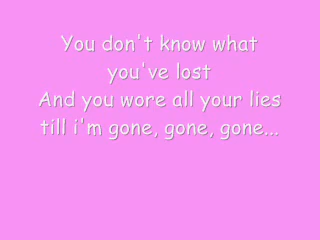 You don't know what
you've lost
And you wore all your lies
till i'm gone, gone, gone...